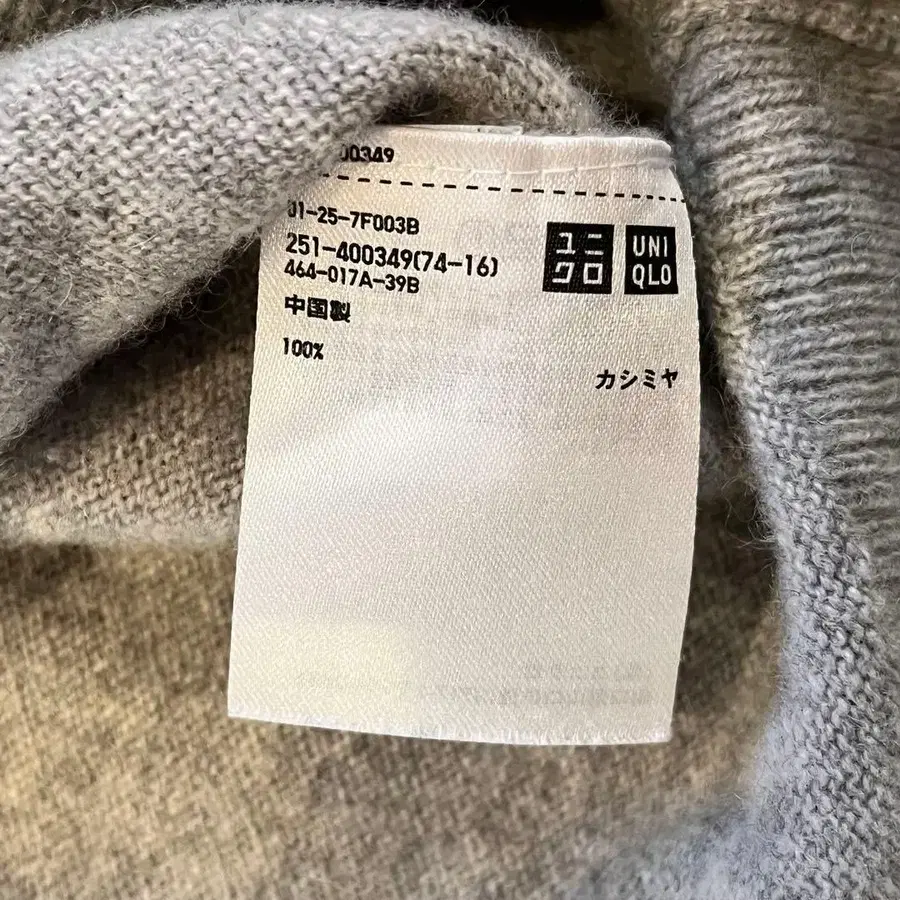 00349
01-25-7F003B
251-400349(74-16)
464-017A-39B
中国製
100%
カシミヤ
ユニ
クロ
UNI
QLO